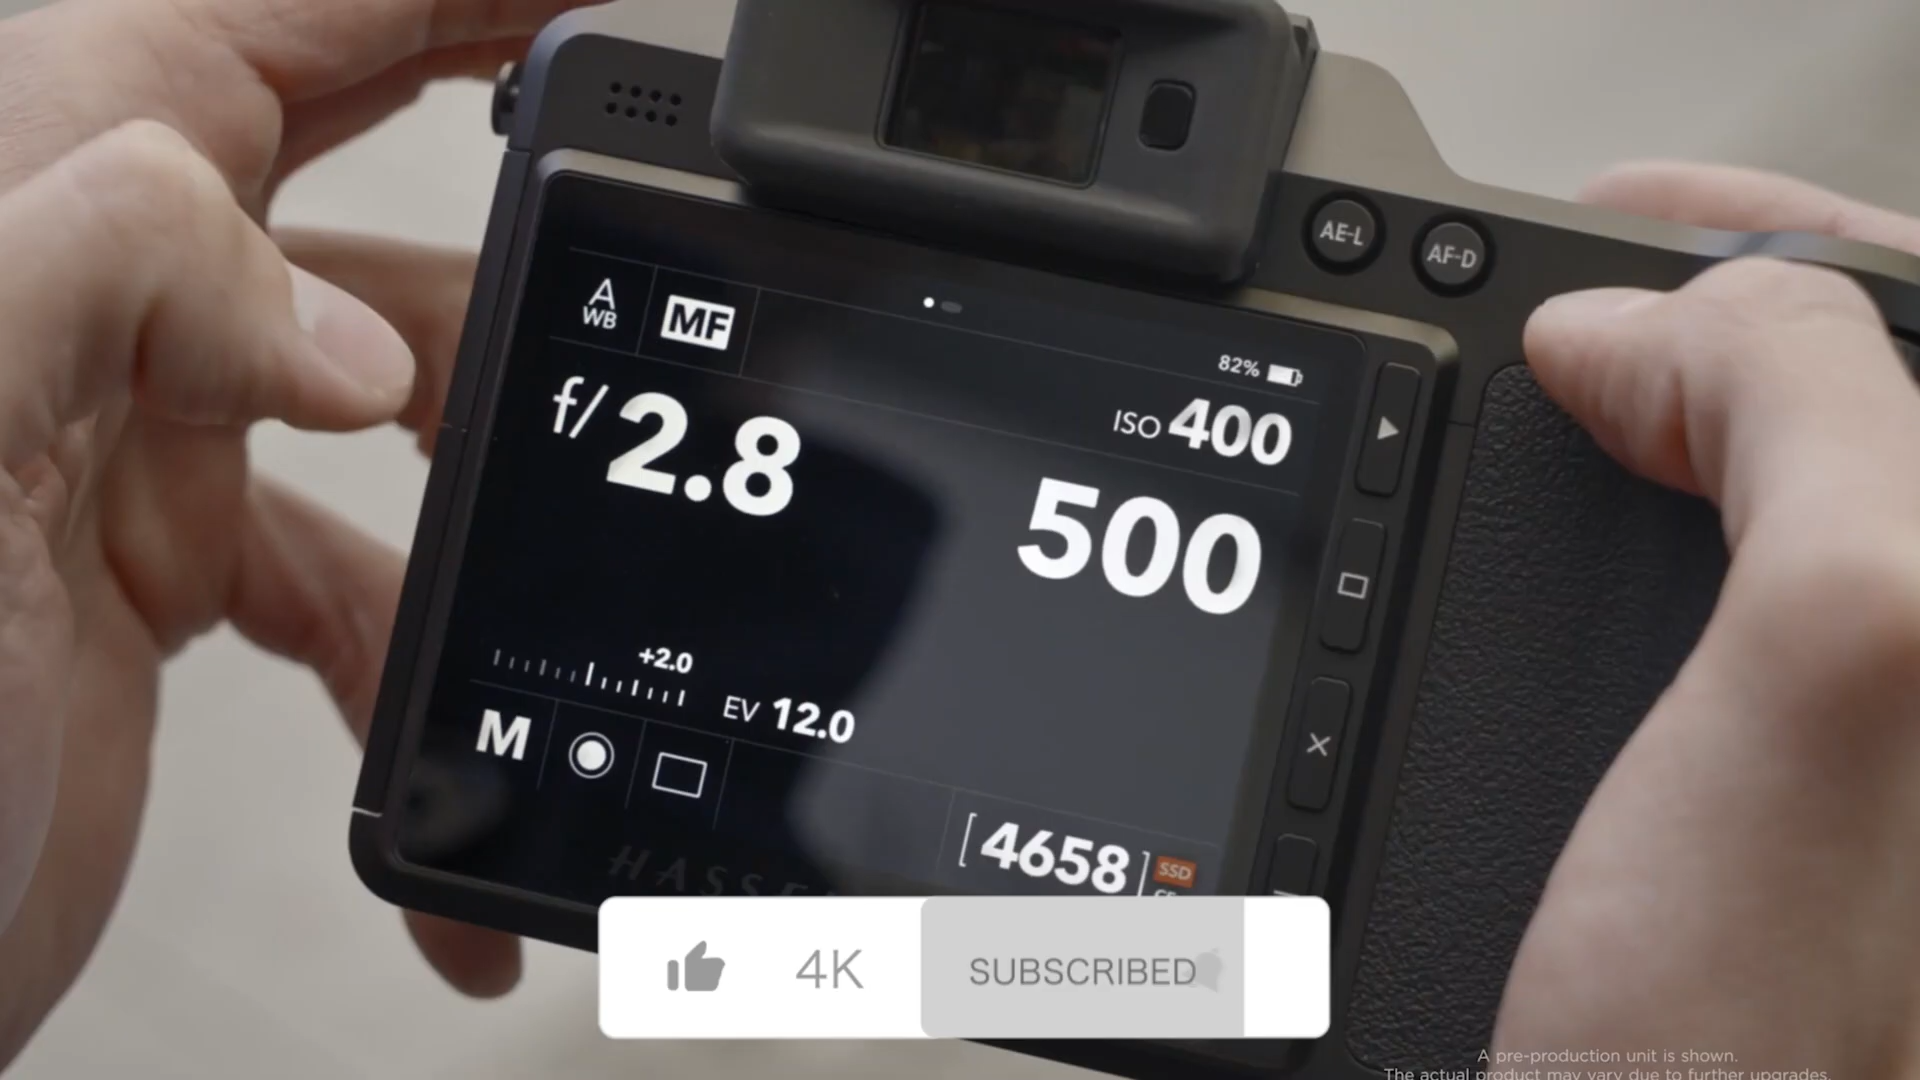 AE-L
AF-D
A
WB
MF
82%
f/2.8
ISO 400
500
+2.0
EV 12.0
M
[4658]
SSD
HASSE
4K
SUBSCRIBED
A pre-production unit is shown.
The actual product may vary due to further upgrades.